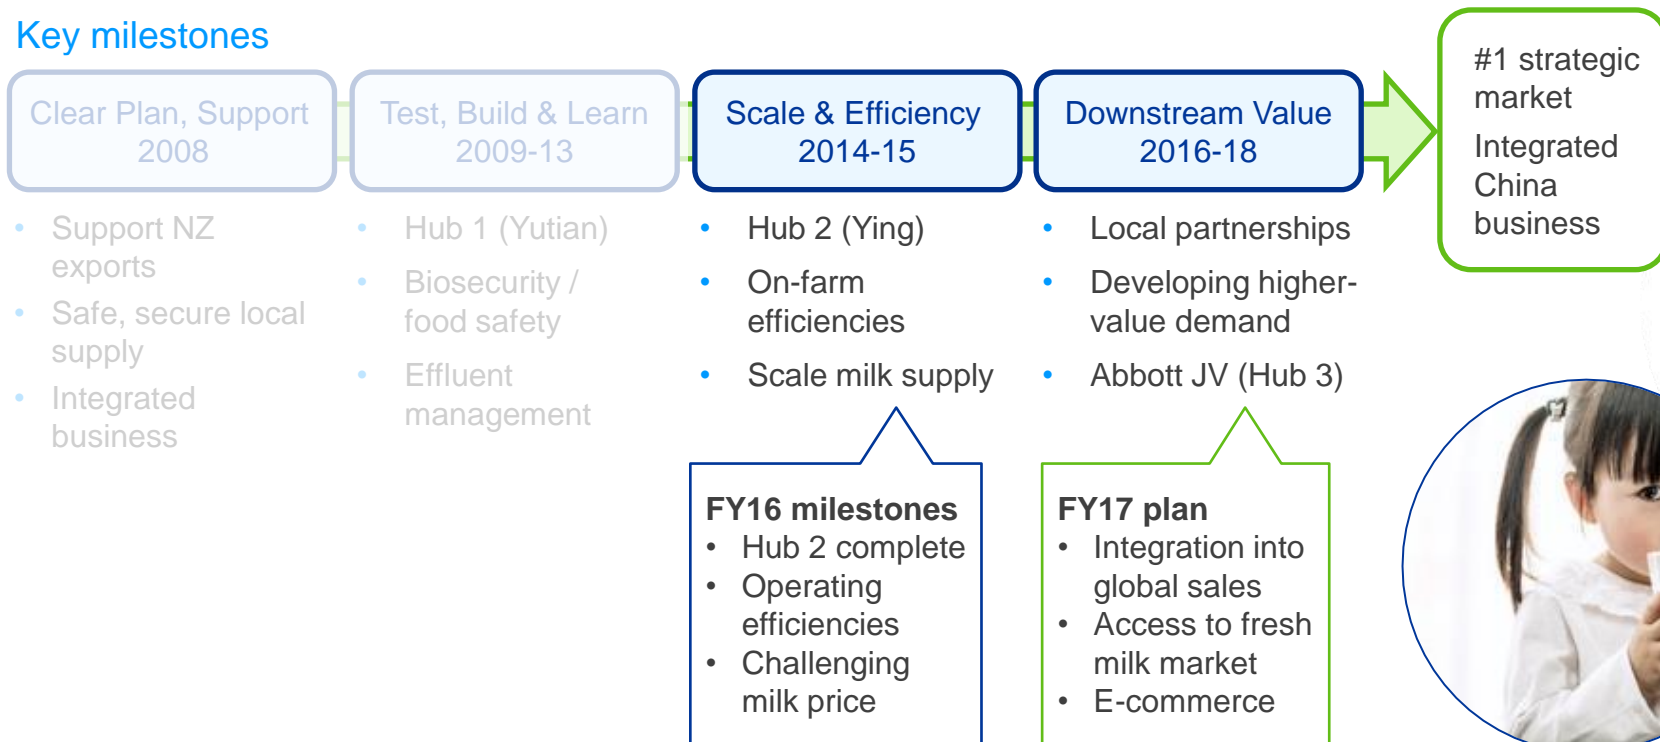 Key milestones
Clear Plan, Support
2008
Test, Build & Learn
2009-13
Scale & Efficiency
2014-15
Downstream Value
2016-18
#1 strategic
market
Integrated
China
business
• Support NZ
exports
• Safe, secure local
supply
• Integrated
business
• Hub 1 (Yutian)
• Biosecurity /
food safety
• Effluent
management
• Hub 2 (Ying)
• On-farm
efficiencies
• Scale milk supply
• Local partnerships
• Developing higher-
value demand
• Abbott JV (Hub 3)
FY16 milestones
• Hub 2 complete
• Operating
efficiencies
• Challenging
milk price
FY17 plan
• Integration into
global sales
• Access to fresh
milk market
• E-commerce